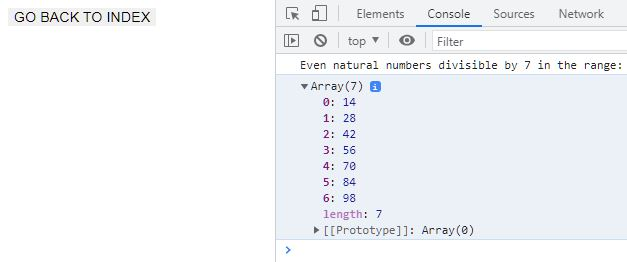 GO BACK TO INDEX
Elements Console Sources Network
top ▼ Filter
Even natural numbers divisible by 7 in the range:
▼Array(7) i
0: 14
1: 28
2: 42
3: 56
4: 70
5: 84
6: 98
length: 7
▶[[Prototype]]: Array(0)
>